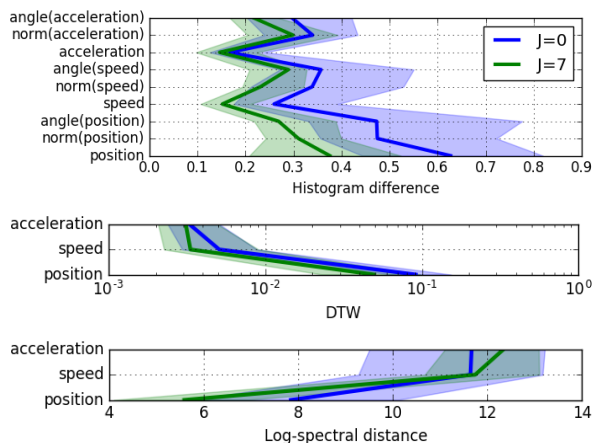 angle(acceleration)
norm(acceleration)
acceleration
angle(speed)
norm(speed)
speed
angle(position)
norm(position)
position
J=0
J=7
0.0 0.1 0.2 0.3 0.4 0.5 0.6 0.7 0.8 0.9
Histogram difference
acceleration
speed
position
10^-3 10^-2 10^-1 10^0
DTW
acceleration
speed
position
4 6 8 10 12 14
Log-spectral distance